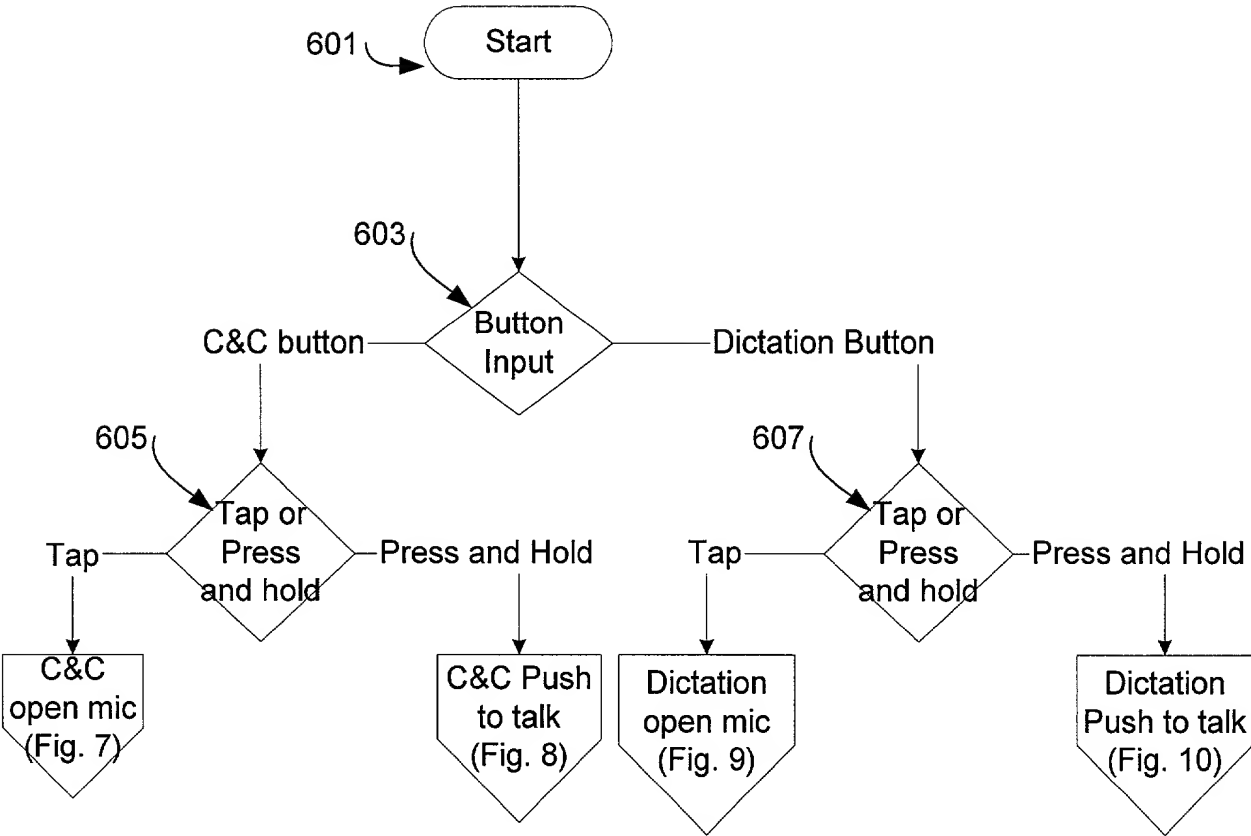 601
Start
603
Button
Input
C&C button
Dictation Button
605
607
Tap or
Press
and hold
Tap
Press and Hold
Tap or
Press
and hold
Tap
Press and Hold
C&C
open mic
(Fig. 7)
C&C Push
to talk
(Fig. 8)
Dictation
open mic
(Fig. 9)
Dictation
Push to talk
(Fig. 10)